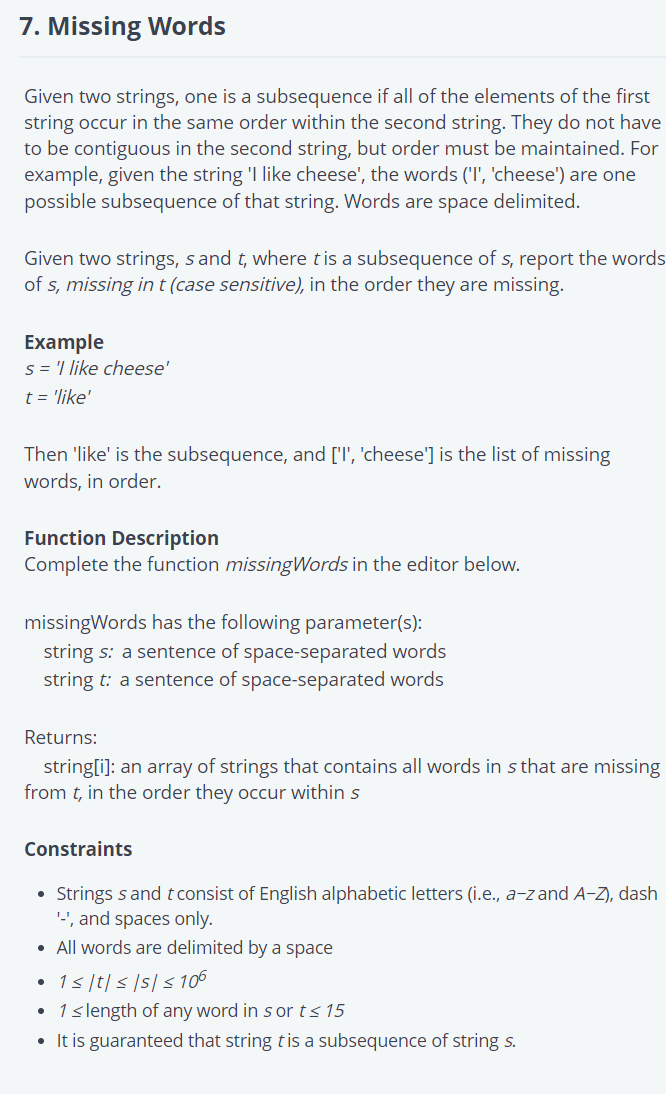 7. Missing Words
Given two strings, one is a subsequence if all of the elements of the first
string occur in the same order within the second string. They do not have
to be contiguous in the second string, but order must be maintained. For
example, given the string 'I like cheese', the words ('I', 'cheese') are one
possible subsequence of that string. Words are space delimited.
Given two strings, s and t, where t is a subsequence of s, report the words
of s, missing in t (case sensitive), in the order they are missing.
Example
s = 'I like cheese'
t = 'like'
Then 'like' is the subsequence, and ['I', 'cheese'] is the list of missing
words, in order.
Function Description
Complete the function missingWords in the editor below.
missingWords has the following parameter(s):
string s: a sentence of space-separated words
string t: a sentence of space-separated words
Returns:
string[i]: an array of strings that contains all words in s that are missing
from t, in the order they occur within s
Constraints
• Strings s and t consist of English alphabetic letters (i.e., a−z and A−Z), dash
'-', and spaces only.
• All words are delimited by a space
• 1 ≤ |t| ≤ |s| ≤ 10⁶
• 1 ≤ length of any word in s or t ≤ 15
• It is guaranteed that string t is a subsequence of string s.